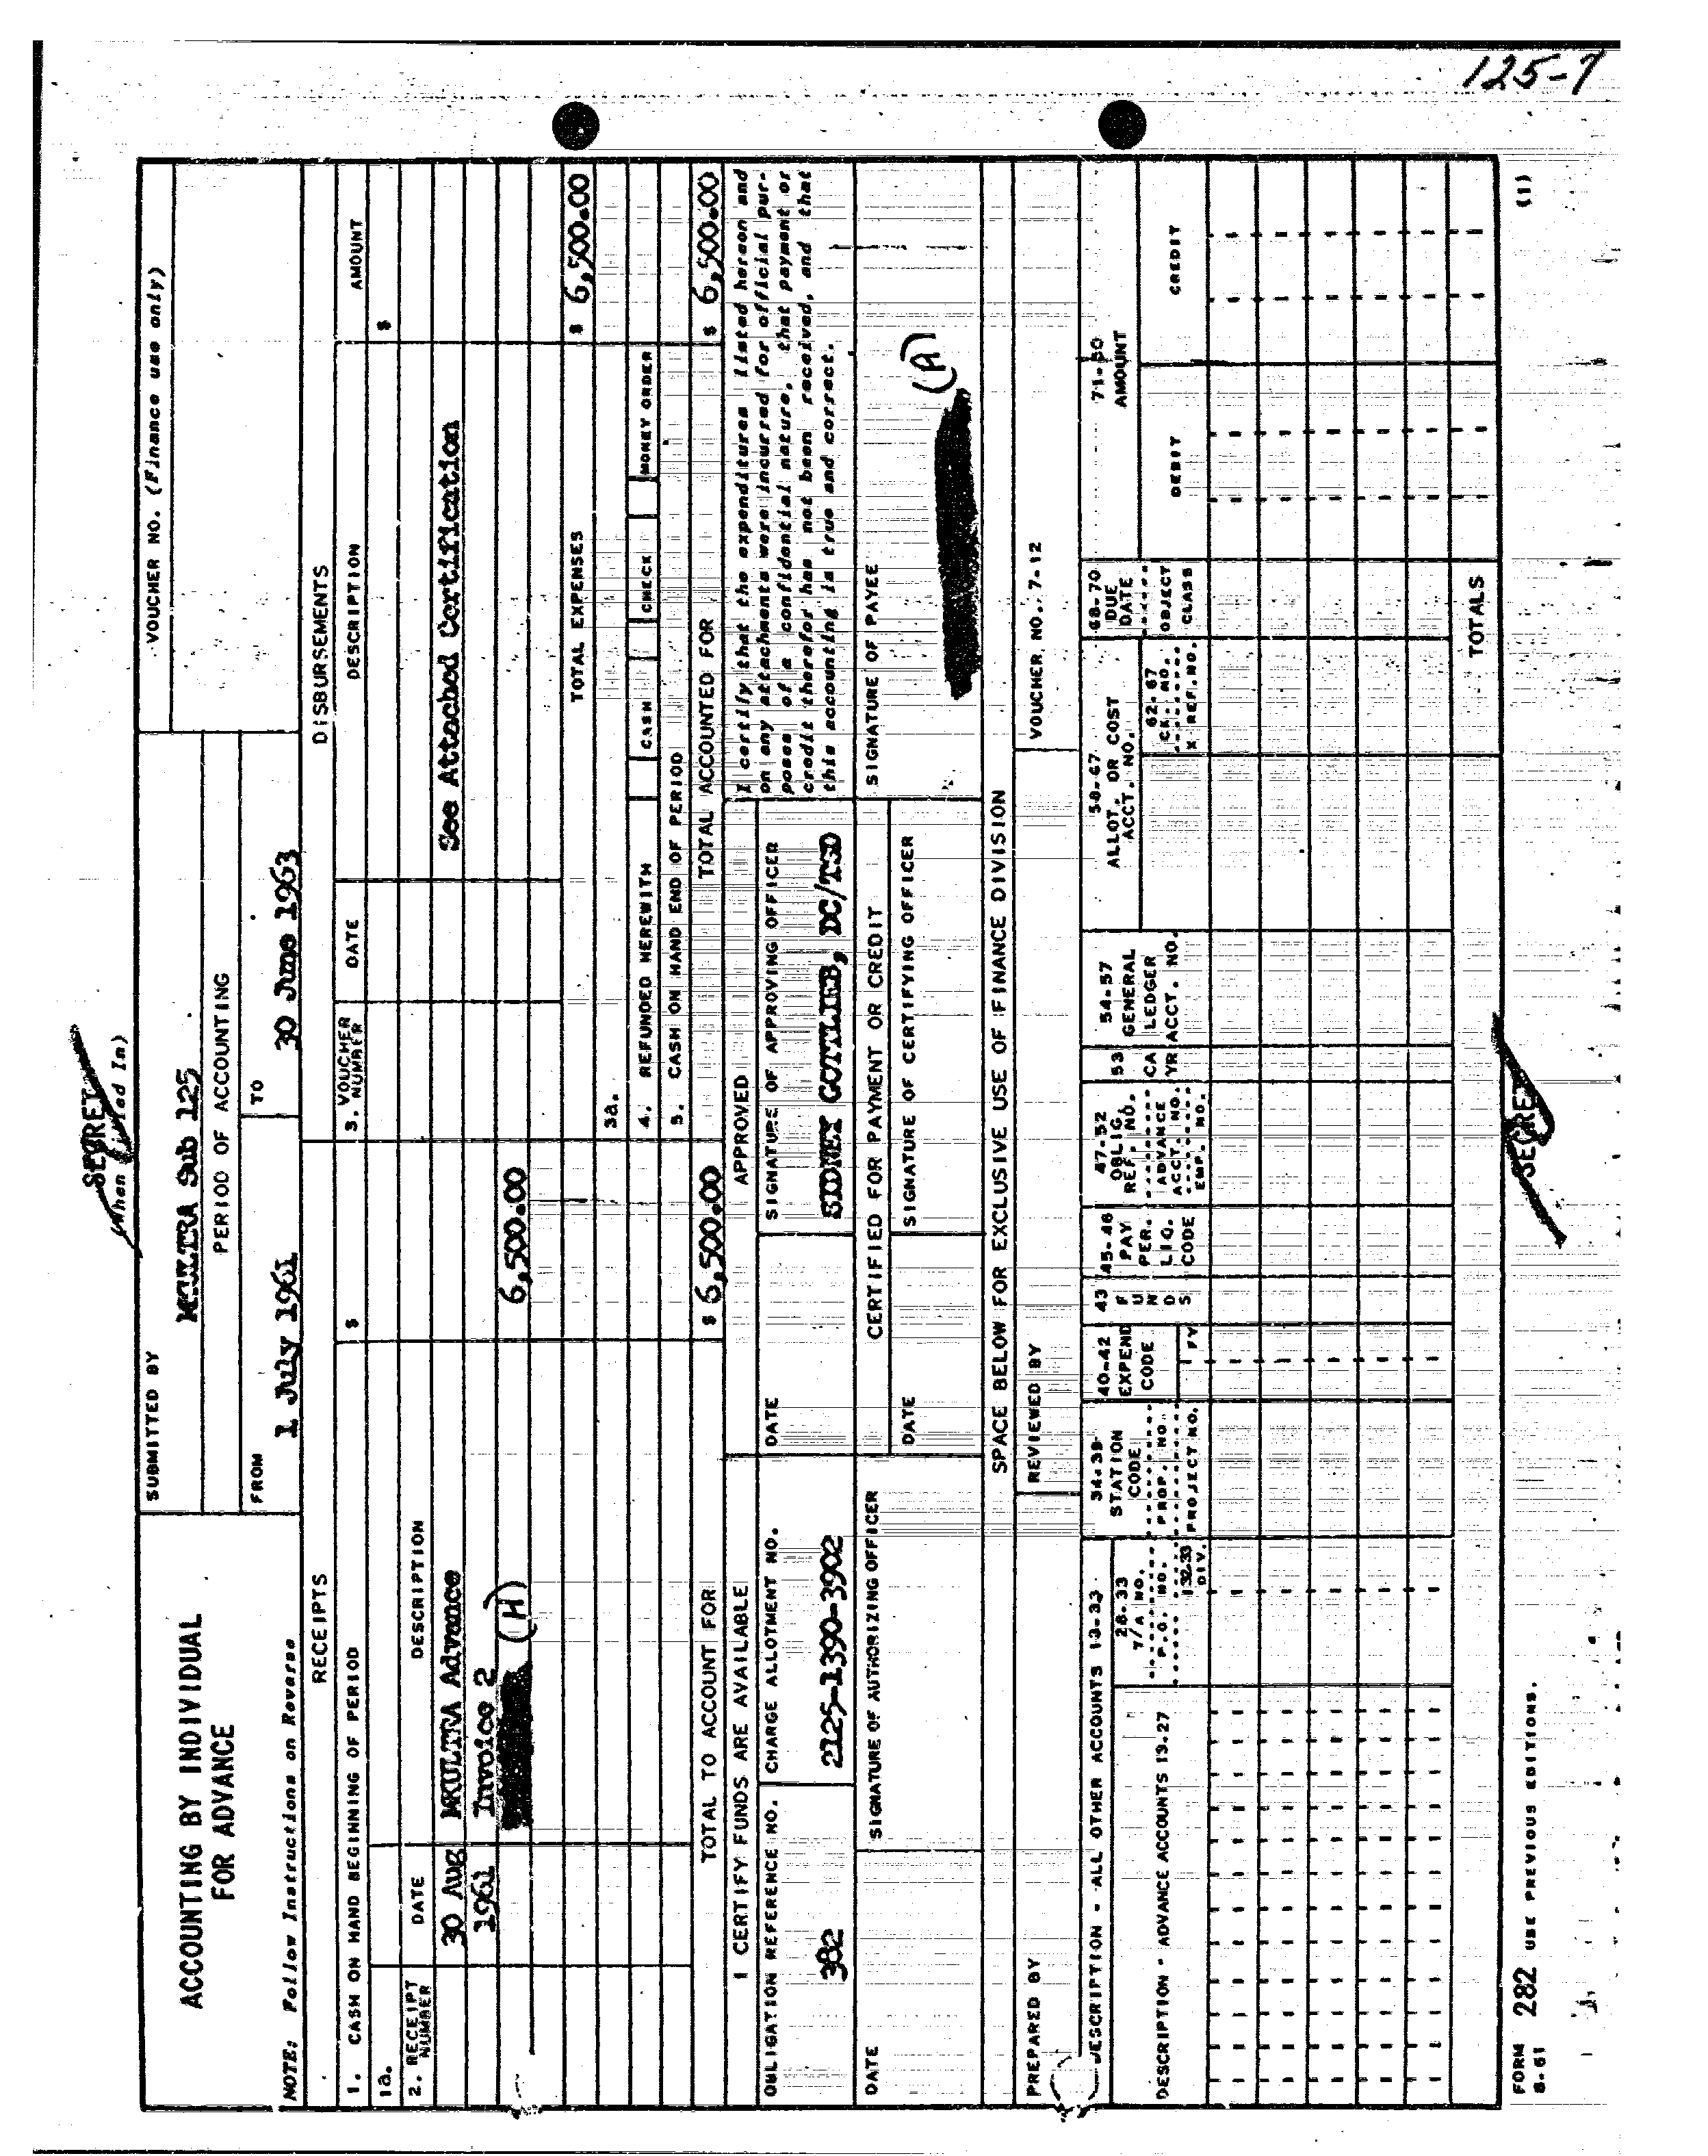 125-7
SECRET
(When Filled In)
ACCOUNTING BY INDIVIDUAL
FOR ADVANCE
NOTE: Follow Instructions on Reverse
SUBMITTED BY
MKULTRA Sub 125
PERIOD OF ACCOUNTING
FROM
1 July 1961
TO
30 June 1963
VOUCHER NO. (Finance use only)
RECEIPTS
DISBURSEMENTS
1. CASH ON HAND BEGINNING OF PERIOD
$
3. VOUCHER NUMBER
DATE
DESCRIPTION
AMOUNT
1a.
$
2. RECEIPT NUMBER
DATE
DESCRIPTION
30 Aug MKULTRA Advance
See Attached Certification
1961 Invoice 2
(H)
6,500.00
TOTAL EXPENSES
$ 6,500.00
3a.
4. REFUNDED HEREWITH
CASH
CHECK
MONEY ORDER
5. CASH ON HAND END OF PERIOD
TOTAL TO ACCOUNT FOR
$ 6,500.00
TOTAL ACCOUNTED FOR
$ 6,500.00
I CERTIFY FUNDS ARE AVAILABLE
APPROVED
I certify that the expenditures listed hereon and
on any attachments were incurred for official pur-
poses of a confidential nature, that payment or
credit therefor has not been received, and that
this accounting is true and correct.
OBLIGATION REFERENCE NO.
382
CHARGE ALLOTMENT NO.
2125-1390-3902
DATE
SIGNATURE OF APPROVING OFFICER
SIDNEY GOTTLIEB, DC/TSD
DATE
SIGNATURE OF AUTHORIZING OFFICER
CERTIFIED FOR PAYMENT OR CREDIT
DATE
SIGNATURE OF CERTIFYING OFFICER
SIGNATURE OF PAYEE
(A)
SPACE BELOW FOR EXCLUSIVE USE OF FINANCE DIVISION
PREPARED BY
REVIEWED BY
VOUCHER NO. 7-12
DESCRIPTION - ALL OTHER ACCOUNTS 13-33
DESCRIPTION - ADVANCE ACCOUNTS 13-27
28-33
T/A NO.
P.O. NO.
32-33
DIV.
34-39
STATION
CODE
PROP. NO.
PROJECT NO.
40-42
EXPEND
CODE
FY
43
FUNDS
45-46
PAY
PER.
LIQ.
CODE
47-52
OBLIG.
REF. NO.
ADVANCE
ACCT. NO.
EMP. NO.
53
CA
YR
54-57
GENERAL
LEDGER
ACCT. NO.
58-67
ALLOT. OR COST
ACCT. NO.
62-67
CK. NO.
X REF. NO.
68-70
DUE
DATE
OBJECT
CLASS
71-80
AMOUNT
DEBIT
CREDIT
TOTALS
FORM
8-61
282
USE PREVIOUS EDITIONS.
SECRET
(1)